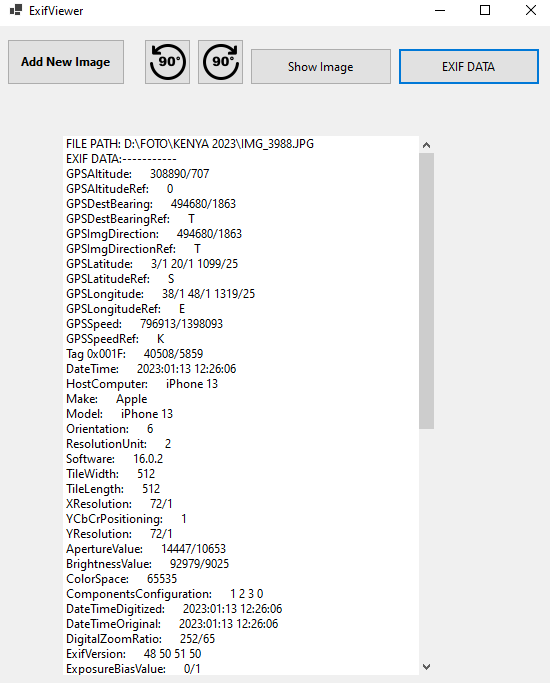 ExifViewer
Add New Image
90°
90°
Show Image
EXIF DATA
FILE PATH: D:\FOTO\KENYA 2023\IMG_3988.JPG
EXIF DATA:-----------
GPSAltitude: 308890/707
GPSAltitudeRef: 0
GPSDestBearing: 494680/1863
GPSDestBearingRef: T
GPSImgDirection: 494680/1863
GPSImgDirectionRef: T
GPSLatitude: 3/1 20/1 1099/25
GPSLatitudeRef: S
GPSLongitude: 38/1 48/1 1319/25
GPSLongitudeRef: E
GPSSpeed: 796913/1398093
GPSSpeedRef: K
Tag 0x001F: 40508/5859
DateTime: 2023:01:13 12:26:06
HostComputer: iPhone 13
Make: Apple
Model: iPhone 13
Orientation: 6
ResolutionUnit: 2
Software: 16.0.2
TileWidth: 512
TileLength: 512
XResolution: 72/1
YCbCrPositioning: 1
YResolution: 72/1
ApertureValue: 14447/10653
BrightnessValue: 92979/9025
ColorSpace: 65535
ComponentsConfiguration: 1 2 3 0
DateTimeDigitized: 2023:01:13 12:26:06
DateTimeOriginal: 2023:01:13 12:26:06
DigitalZoomRatio: 252/65
ExifVersion: 48 50 51 50
ExposureBiasValue: 0/1